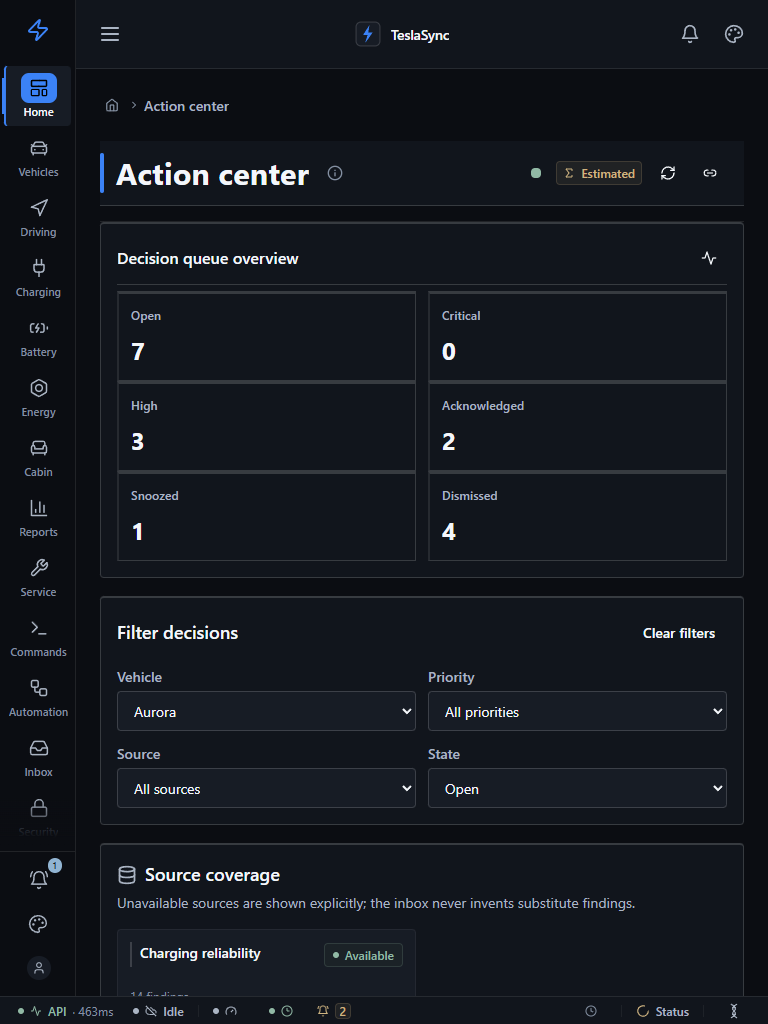 TeslaSync
Home
Vehicles
Driving
Charging
Battery
Energy
Cabin
Reports
Service
Commands
Automation
Inbox
Security
1
Action center
Action center
Σ Estimated
Decision queue overview
Open
7
Critical
0
High
3
Acknowledged
2
Snoozed
1
Dismissed
4
Filter decisions
Clear filters
Vehicle
Aurora
Priority
All priorities
Source
All sources
State
Open
Source coverage
Unavailable sources are shown explicitly; the inbox never invents substitute findings.
Charging reliability
Available
14 findings
API · 463ms
Idle
2
Status